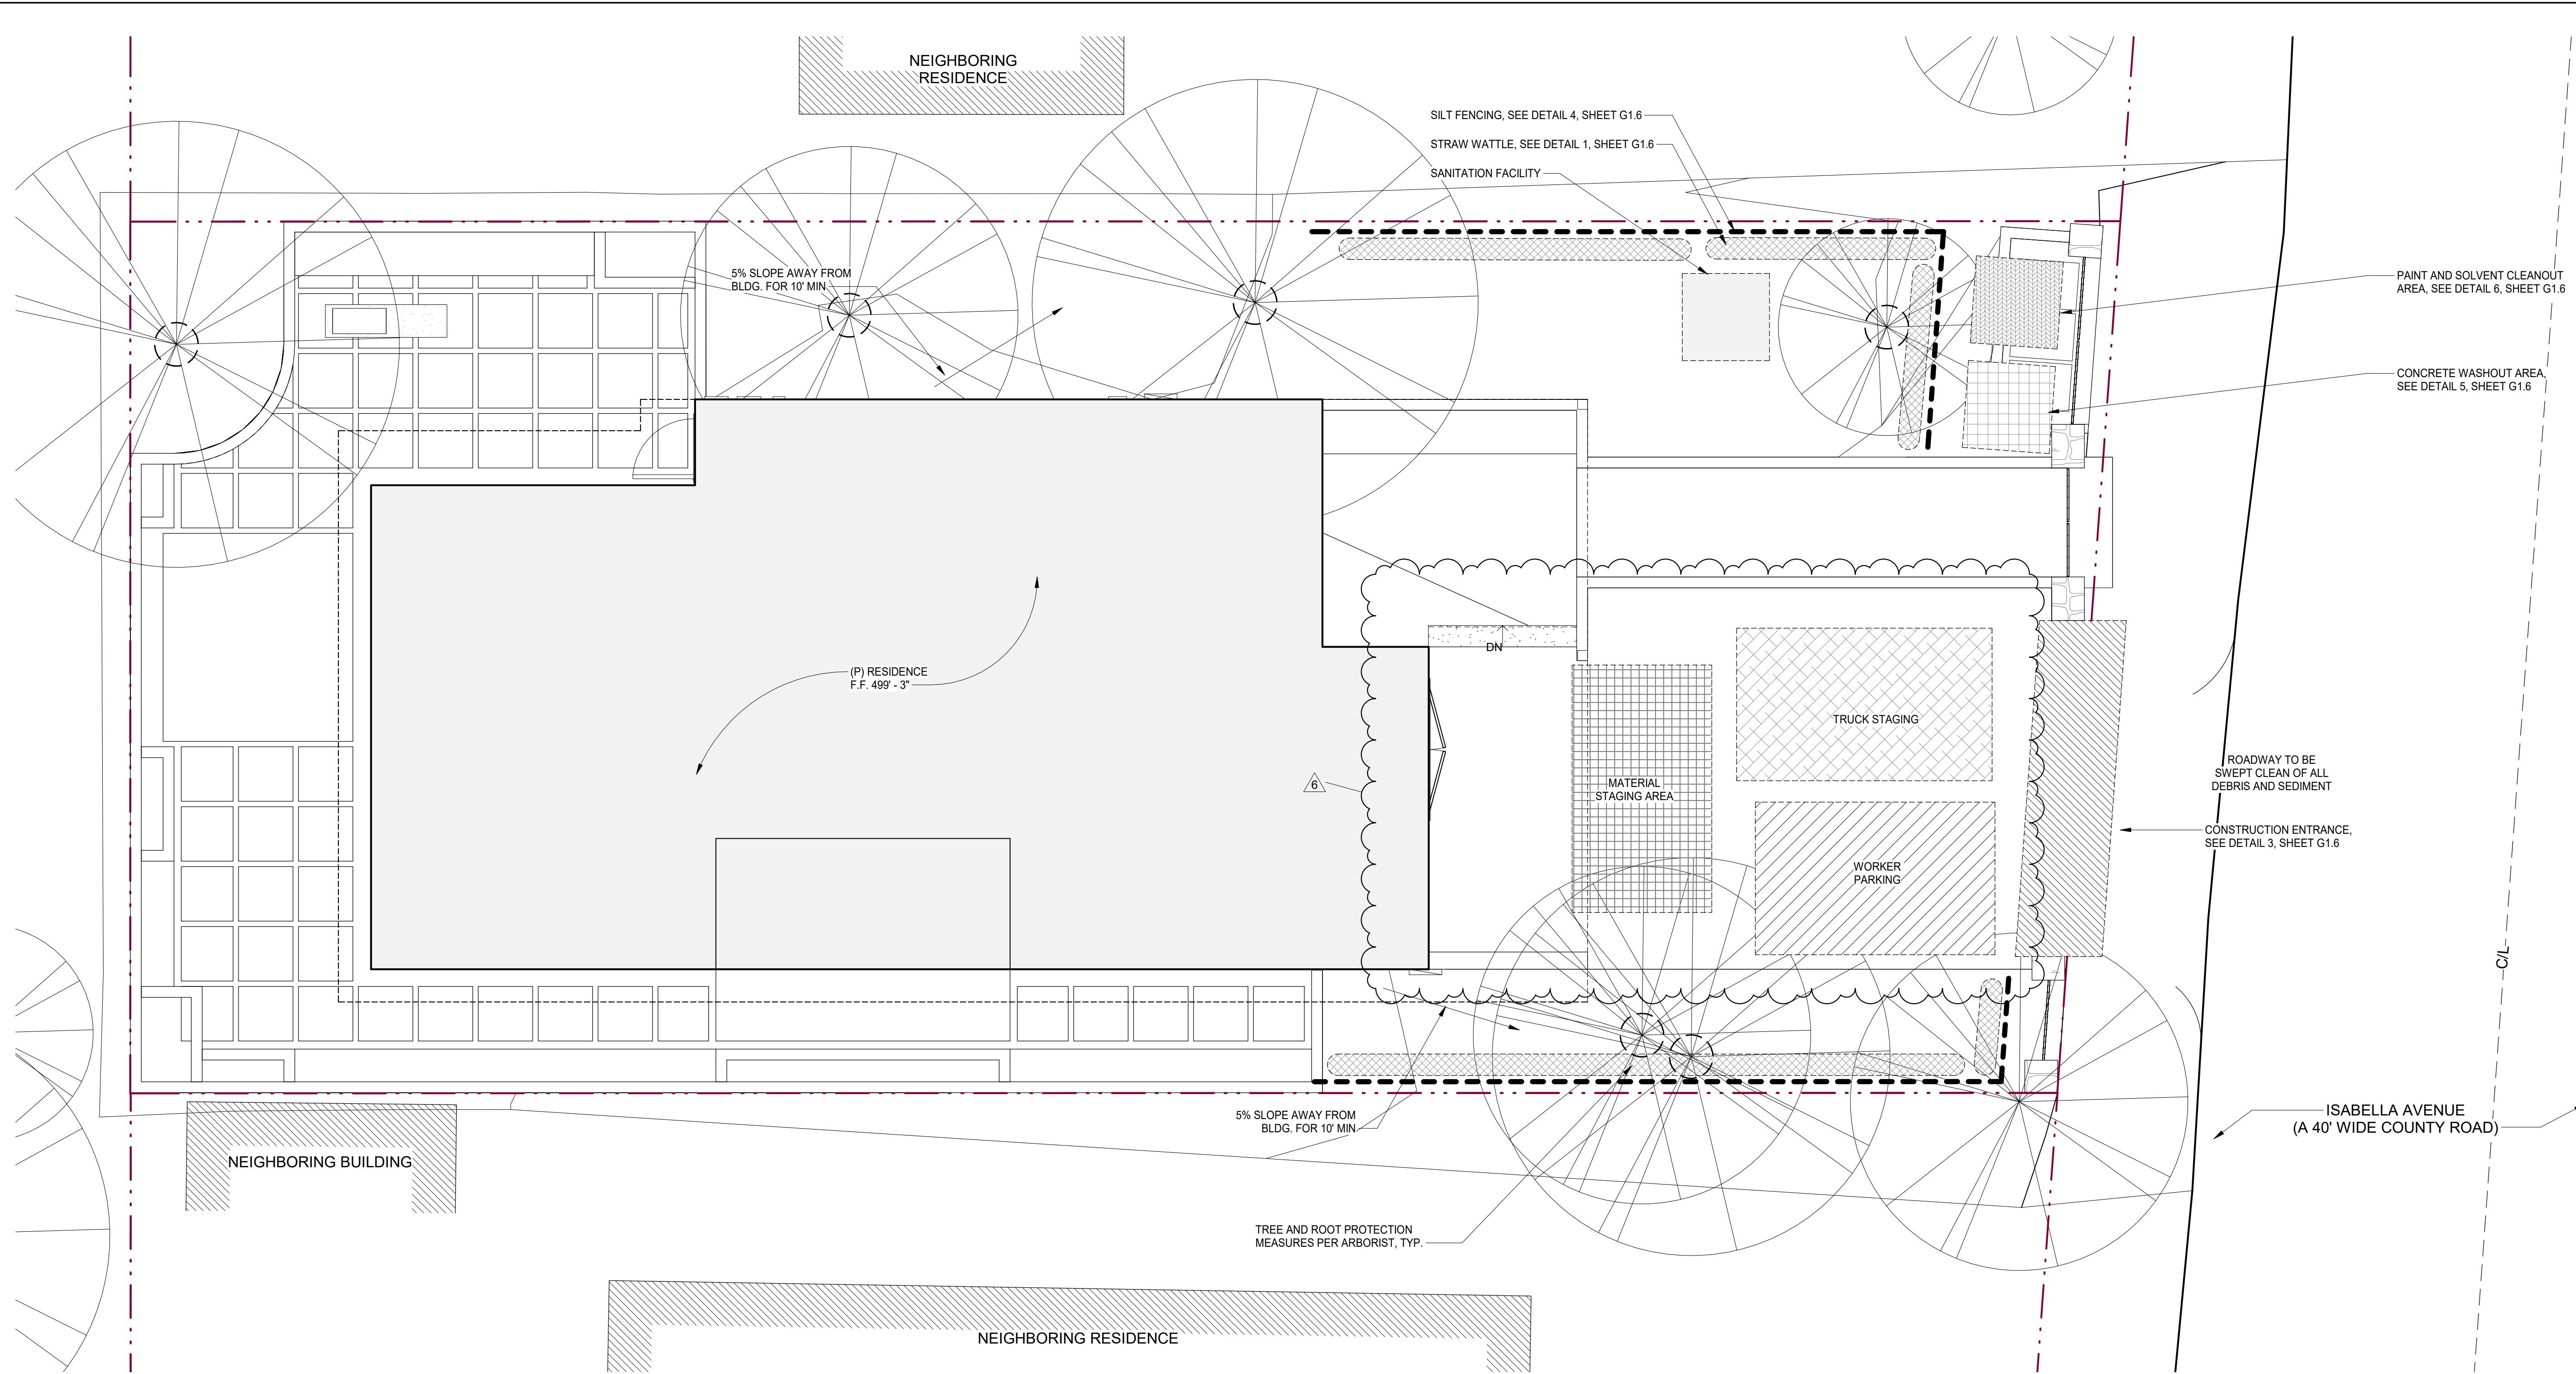 NEIGHBORING
RESIDENCE
SILT FENCING, SEE DETAIL 4, SHEET G1.6
STRAW WATTLE, SEE DETAIL 1, SHEET G1.6
SANITATION FACILITY
5% SLOPE AWAY FROM
BLDG. FOR 10' MIN
PAINT AND SOLVENT CLEANOUT
AREA, SEE DETAIL 6, SHEET G1.6
CONCRETE WASHOUT AREA,
SEE DETAIL 5, SHEET G1.6
DN
(P) RESIDENCE
F.F. 499' - 3"
TRUCK STAGING
6
MATERIAL
STAGING AREA
ROADWAY TO BE
SWEPT CLEAN OF ALL
DEBRIS AND SEDIMENT
CONSTRUCTION ENTRANCE,
SEE DETAIL 3, SHEET G1.6
WORKER
PARKING
C/L
5% SLOPE AWAY FROM
BLDG. FOR 10' MIN
ISABELLA AVENUE
(A 40' WIDE COUNTY ROAD)
NEIGHBORING BUILDING
TREE AND ROOT PROTECTION
MEASURES PER ARBORIST, TYP.
NEIGHBORING RESIDENCE